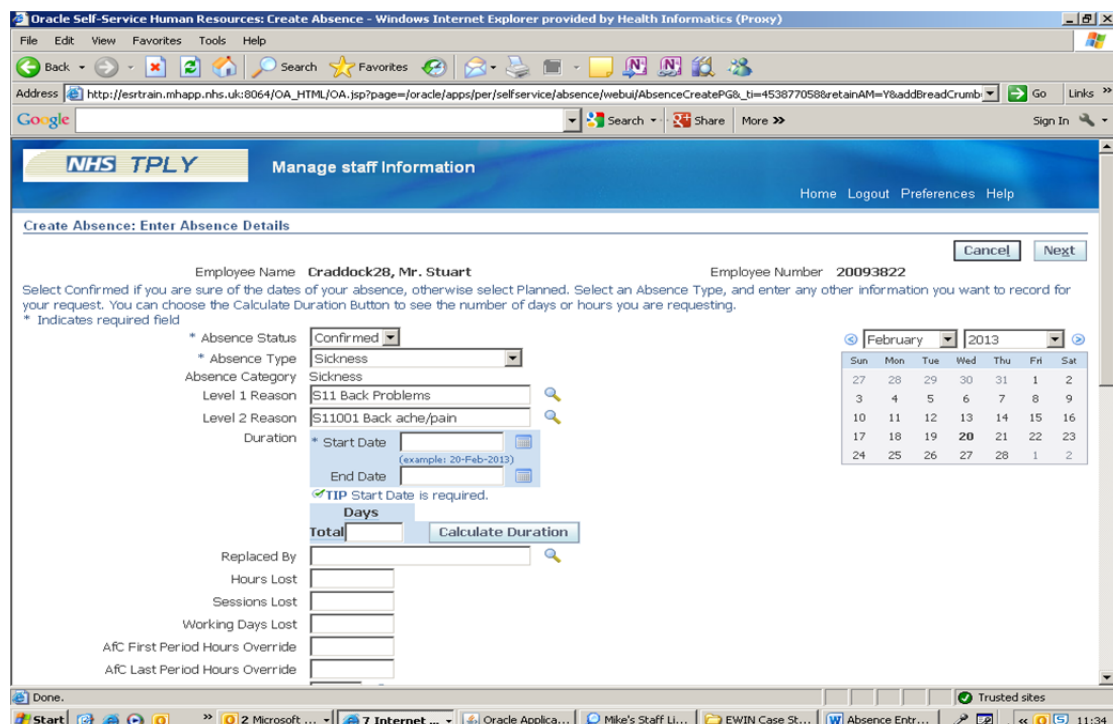 Oracle Self-Service Human Resources: Create Absence - Windows Internet Explorer provided by Health Informatics (Proxy)
File Edit View Favorites Tools Help
Back Search Favorites
Address http://esrtrain.mhapp.nhs.uk:8064/OA_HTML/OA.jsp?page=/oracle/apps/per/selfservice/absence/webui/AbsenceCreatePG&_ti=453877058&retainAM=Y&addBreadCrumb Go Links »
Google Search Share More » Sign In
NHS TPLY Manage staff Information
Home Logout Preferences Help
Create Absence: Enter Absence Details
Cancel Next
Employee Name Craddock28, Mr. Stuart Employee Number 20093822
Select Confirmed if you are sure of the dates of your absence, otherwise select Planned. Select an Absence Type, and enter any other information you want to record for
your request. You can choose the Calculate Duration Button to see the number of days or hours you are requesting.
* Indicates required field
* Absence Status Confirmed
* Absence Type Sickness
Absence Category Sickness
Level 1 Reason S11 Back Problems
Level 2 Reason S11001 Back ache/pain
Duration * Start Date
(example: 20-Feb-2013)
End Date
TIP Start Date is required.
Days
Total Calculate Duration
Replaced By
Hours Lost
Sessions Lost
Working Days Lost
AfC First Period Hours Override
AfC Last Period Hours Override
February 2013
Sun Mon Tue Wed Thu Fri Sat
27 28 29 30 31 1 2
3 4 5 6 7 8 9
10 11 12 13 14 15 16
17 18 19 20 21 22 23
24 25 26 27 28 1 2
Done. Trusted sites
Start » 2 Microsoft ... 7 Internet ... Oracle Applica... Mike's Staff Li... EWIN Case St... Absence Entr... « 11:34